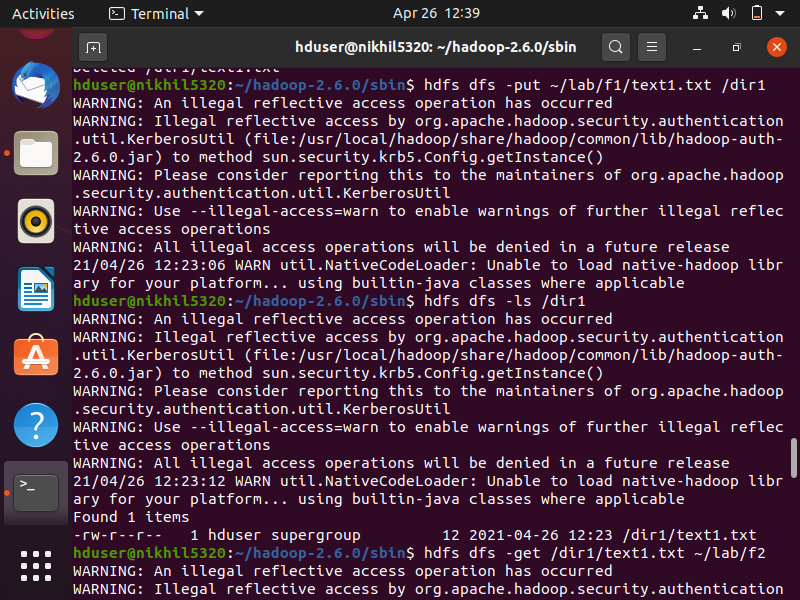 Activities
Terminal
Apr 26 12:39
hduser@nikhil5320: ~/hadoop-2.6.0/sbin
Deleted /dir1/text1.txt
hduser@nikhil5320:~/hadoop-2.6.0/sbin$ hdfs dfs -put ~/lab/f1/text1.txt /dir1
WARNING: An illegal reflective access operation has occurred
WARNING: Illegal reflective access by org.apache.hadoop.security.authentication
.util.KerberosUtil (file:/usr/local/hadoop/share/hadoop/common/lib/hadoop-auth-
2.6.0.jar) to method sun.security.krb5.Config.getInstance()
WARNING: Please consider reporting this to the maintainers of org.apache.hadoop
.security.authentication.util.KerberosUtil
WARNING: Use --illegal-access=warn to enable warnings of further illegal reflec
tive access operations
WARNING: All illegal access operations will be denied in a future release
21/04/26 12:23:06 WARN util.NativeCodeLoader: Unable to load native-hadoop libr
ary for your platform... using builtin-java classes where applicable
hduser@nikhil5320:~/hadoop-2.6.0/sbin$ hdfs dfs -ls /dir1
WARNING: An illegal reflective access operation has occurred
WARNING: Illegal reflective access by org.apache.hadoop.security.authentication
.util.KerberosUtil (file:/usr/local/hadoop/share/hadoop/common/lib/hadoop-auth-
2.6.0.jar) to method sun.security.krb5.Config.getInstance()
WARNING: Please consider reporting this to the maintainers of org.apache.hadoop
.security.authentication.util.KerberosUtil
WARNING: Use --illegal-access=warn to enable warnings of further illegal reflec
tive access operations
WARNING: All illegal access operations will be denied in a future release
21/04/26 12:23:12 WARN util.NativeCodeLoader: Unable to load native-hadoop libr
ary for your platform... using builtin-java classes where applicable
Found 1 items
-rw-r--r--   1 hduser supergroup         12 2021-04-26 12:23 /dir1/text1.txt
hduser@nikhil5320:~/hadoop-2.6.0/sbin$ hdfs dfs -get /dir1/text1.txt ~/lab/f2
WARNING: An illegal reflective access operation has occurred
WARNING: Illegal reflective access by org.apache.hadoop.security.authentication